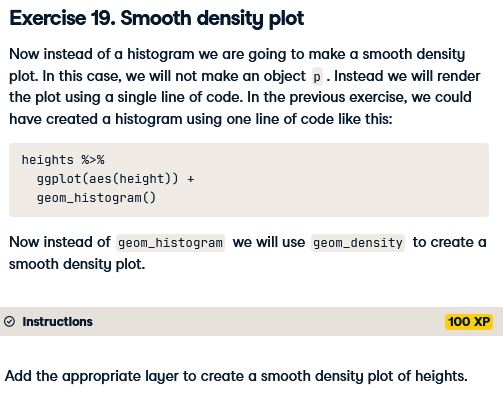 Exercise 19. Smooth density plot
Now instead of a histogram we are going to make a smooth density
plot. In this case, we will not make an object p . Instead we will render
the plot using a single line of code. In the previous exercise, we could
have created a histogram using one line of code like this:
heights %>%
  ggplot(aes(height)) +
  geom_histogram()
Now instead of geom_histogram we will use geom_density to create a
smooth density plot.
Instructions
100 XP
Add the appropriate layer to create a smooth density plot of heights.